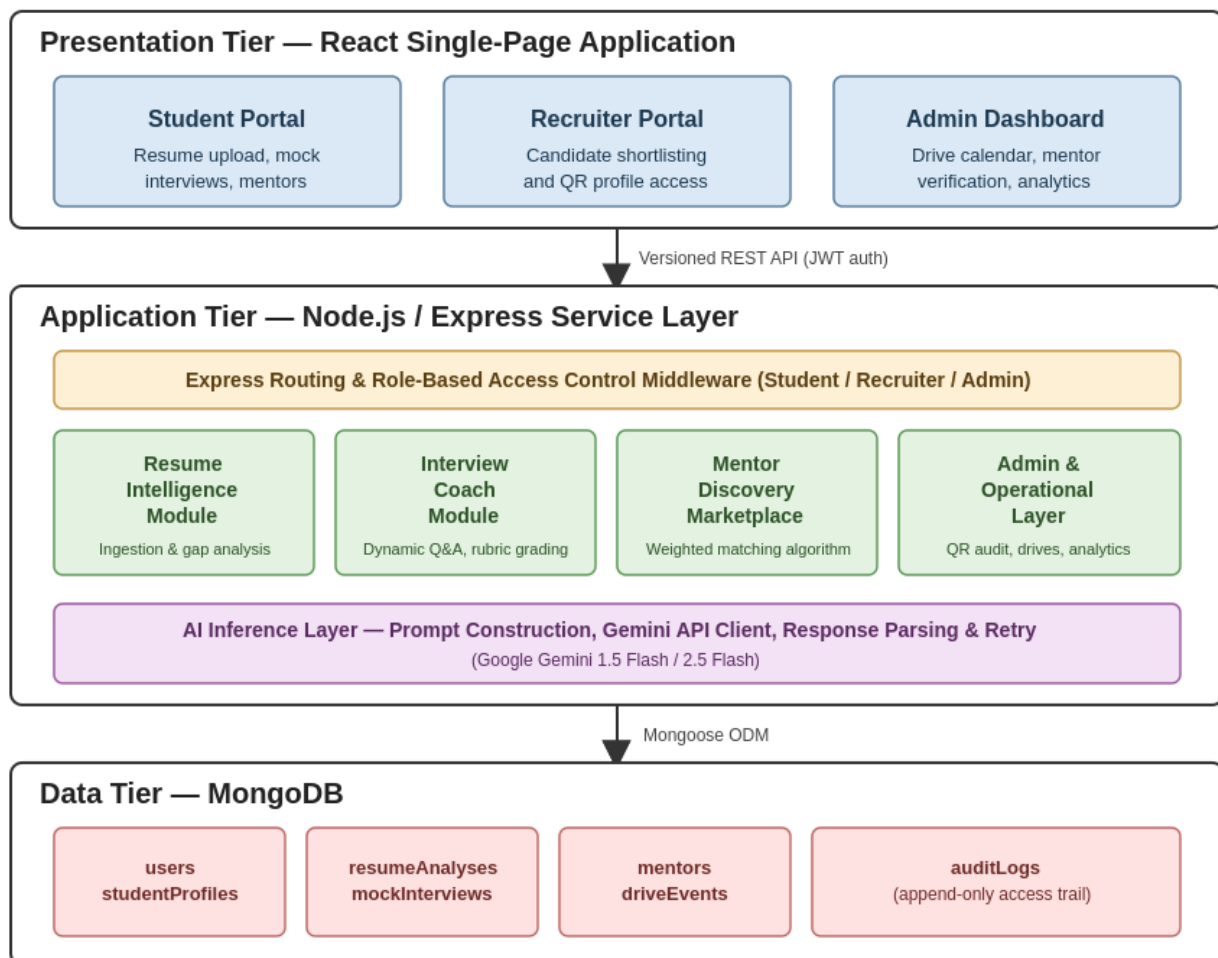 Presentation Tier — React Single-Page Application
Student Portal
Resume upload, mock
interviews, mentors
Recruiter Portal
Candidate shortlisting
and QR profile access
Admin Dashboard
Drive calendar, mentor
verification, analytics
Versioned REST API (JWT auth)
Application Tier — Node.js / Express Service Layer
Express Routing & Role-Based Access Control Middleware (Student / Recruiter / Admin)
Resume
Intelligence
Module
Ingestion & gap analysis
Interview
Coach
Module
Dynamic Q&A, rubric grading
Mentor
Discovery
Marketplace
Weighted matching algorithm
Admin &
Operational
Layer
QR audit, drives, analytics
AI Inference Layer — Prompt Construction, Gemini API Client, Response Parsing & Retry
(Google Gemini 1.5 Flash / 2.5 Flash)
Mongoose ODM
Data Tier — MongoDB
users
studentProfiles
resumeAnalyses
mockInterviews
mentors
driveEvents
auditLogs
(append-only access trail)